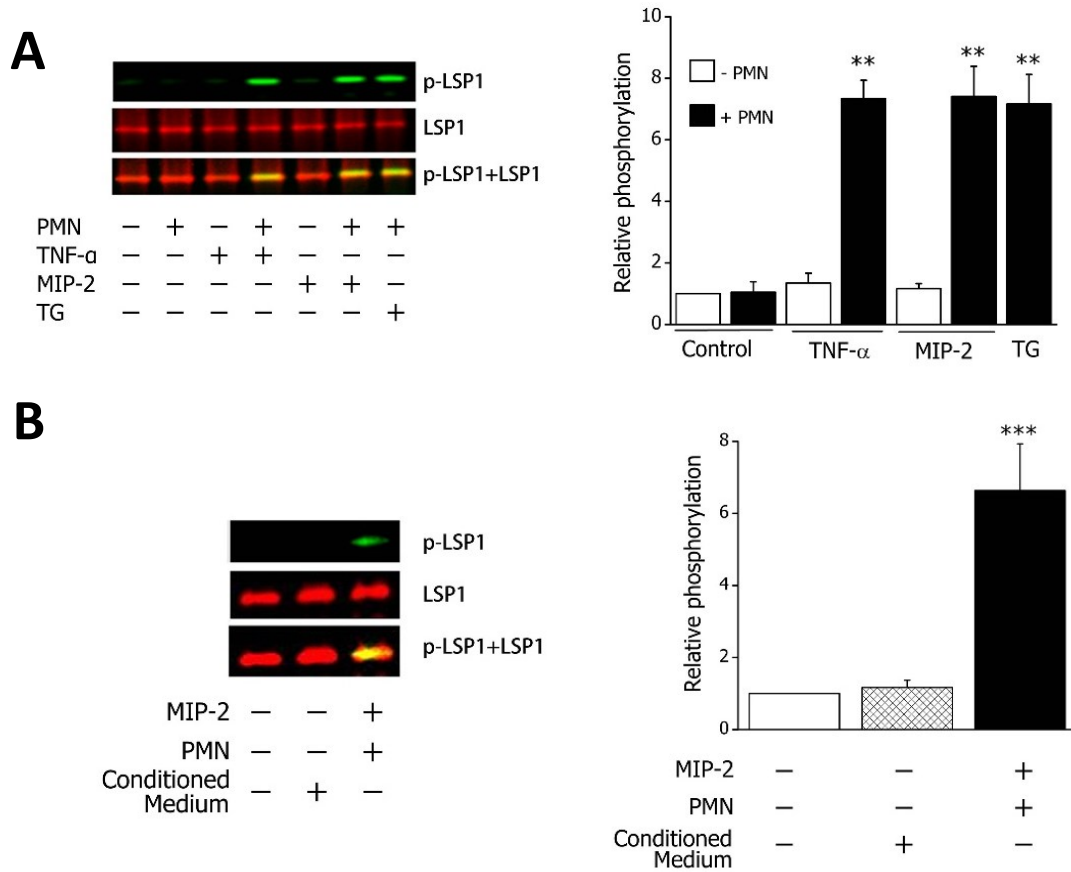 A
p-LSP1
LSP1
p-LSP1+LSP1
PMN − + − + − + +
TNF-α − − + + − − −
MIP-2 − − − − + + −
TG − − − − − − +
10
8
6
4
2
0
Relative phosphorylation
- PMN
+ PMN
** ** **
Control TNF-α MIP-2 TG
B
p-LSP1
LSP1
p-LSP1+LSP1
MIP-2 − − +
PMN − − +
Conditioned
Medium − + −
8
6
4
2
0
Relative phosphorylation
***
MIP-2 − − +
PMN − − +
Conditioned
Medium − + −